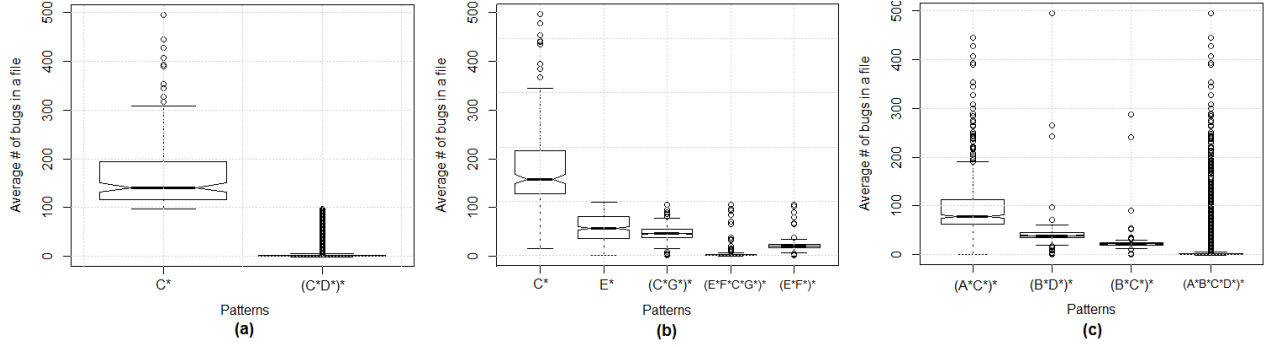 Average # of bugs in a file
500
400
300
200
100
0
C*
(C*D*)*
Patterns
(a)
Average # of bugs in a file
500
400
300
200
100
0
C*
E*
(C*G*)*
(E*F*C*G*)*
(E*F*)*
Patterns
(b)
Average # of bugs in a file
500
400
300
200
100
0
(A*C*)*
(B*D*)*
(B*C*)*
(A*B*C*D*)*
Patterns
(c)